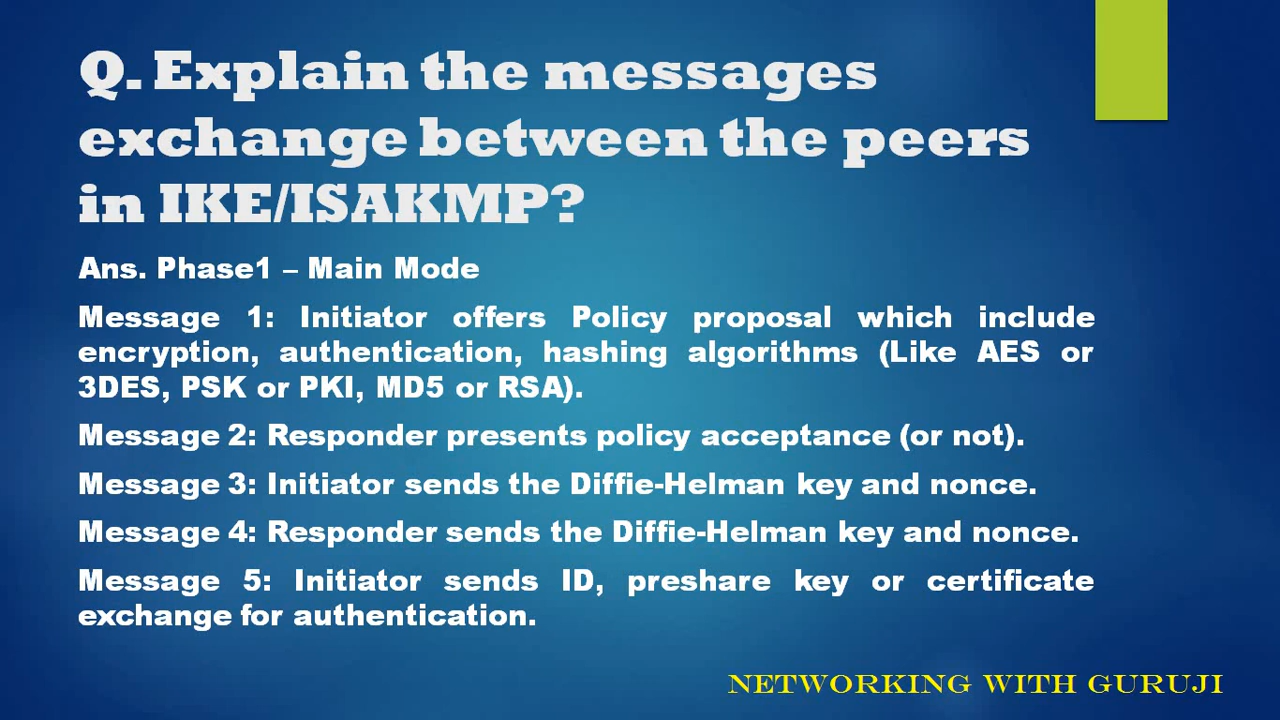 Q. Explain the messages
exchange between the peers
in IKE/ISAKMP?
Ans. Phase1 – Main Mode
Message 1: Initiator offers Policy proposal which include
encryption, authentication, hashing algorithms (Like AES or
3DES, PSK or PKI, MD5 or RSA).
Message 2: Responder presents policy acceptance (or not).
Message 3: Initiator sends the Diffie-Helman key and nonce.
Message 4: Responder sends the Diffie-Helman key and nonce.
Message 5: Initiator sends ID, preshare key or certificate
exchange for authentication.
NETWORKING WITH GURUJI